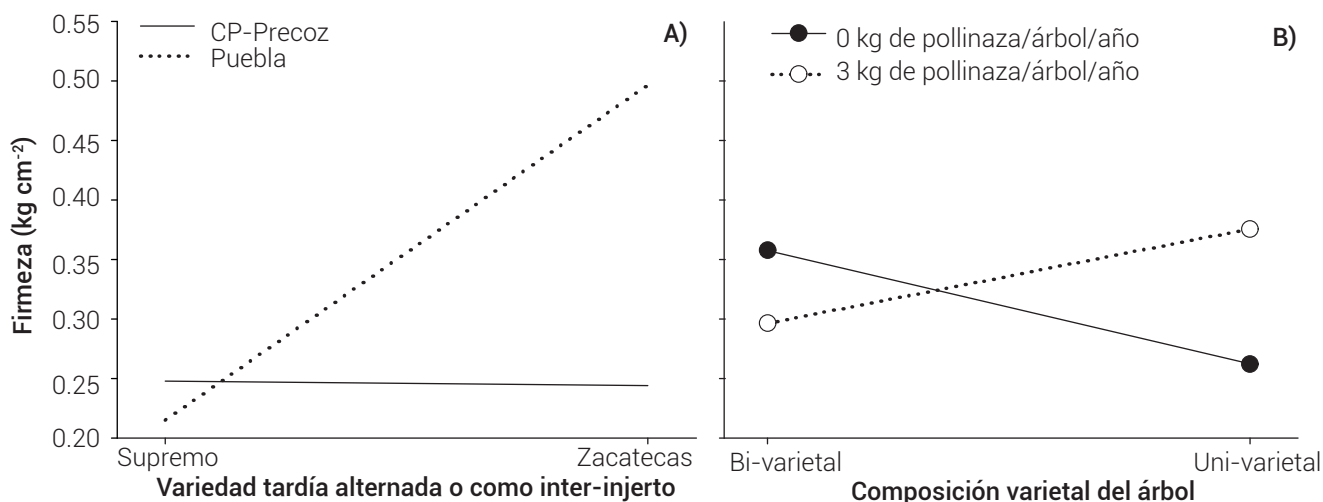 Firmeza (kg cm⁻²)
0.55
0.50
0.45
0.40
0.35
0.30
0.25
0.20
CP-Precoz
Puebla
A)
Supremo
Zacatecas
Variedad tardía alternada o como inter-injerto
0 kg de pollinaza/árbol/año
3 kg de pollinaza/árbol/año
B)
Bi-varietal
Uni-varietal
Composición varietal del árbol